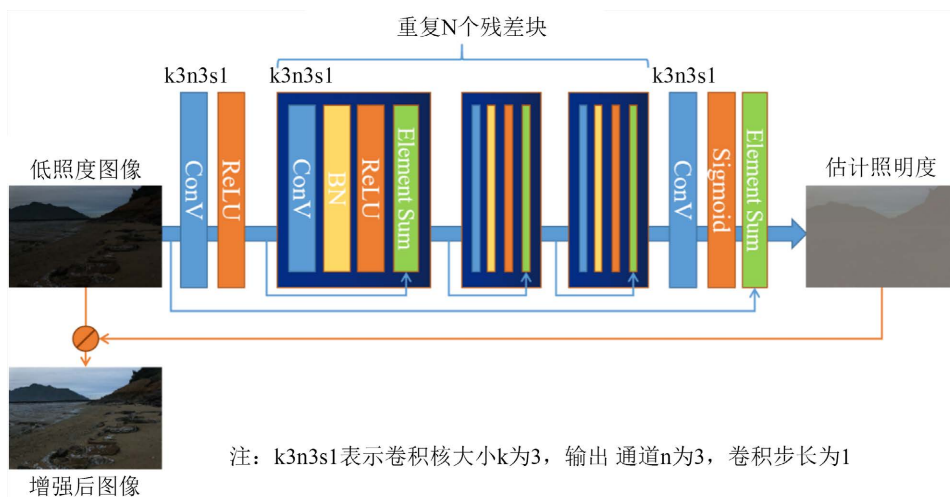 重复N个残差块
k3n3s1
k3n3s1
k3n3s1
低照度图像
ConV
ReLU
ConV
BN
ReLU
Element Sum
ConV
Sigmoid
Element Sum
估计照明度
增强后图像
注：k3n3s1表示卷积核大小k为3，输出 通道n为3，卷积步长为1